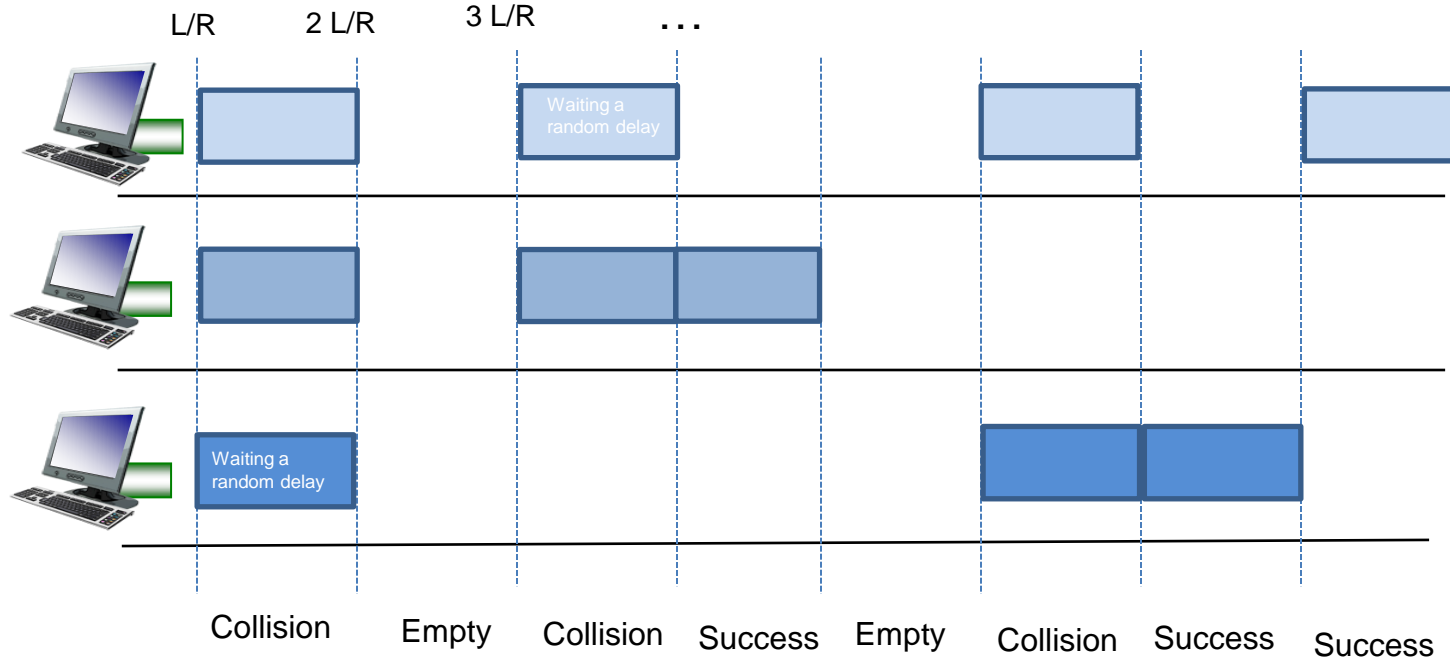 L/R
2 L/R
3 L/R
...
Waiting a
random delay
Waiting a
random delay
Collision
Empty
Collision
Success
Empty
Collision
Success
Success